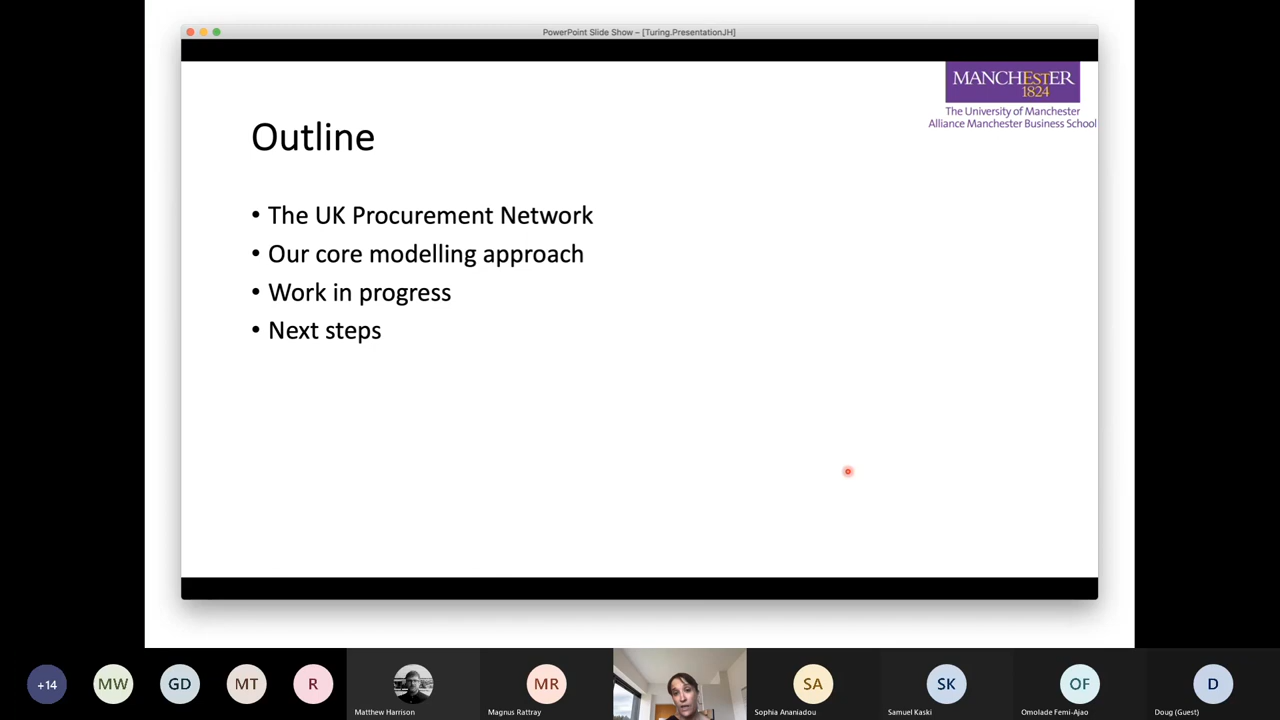 PowerPoint Slide Show – [Turing.PresentationJH]
MANCHESTER
1824
The University of Manchester
Alliance Manchester Business School
Outline
• The UK Procurement Network
• Our core modelling approach
• Work in progress
• Next steps
+14
MW
GD
MT
R
MR
SA
SK
OF
D
Matthew Harrison
Magnus Rattray
Sophia Ananiadou
Samuel Kaski
Omolade Femi-Ajao
Doug (Guest)